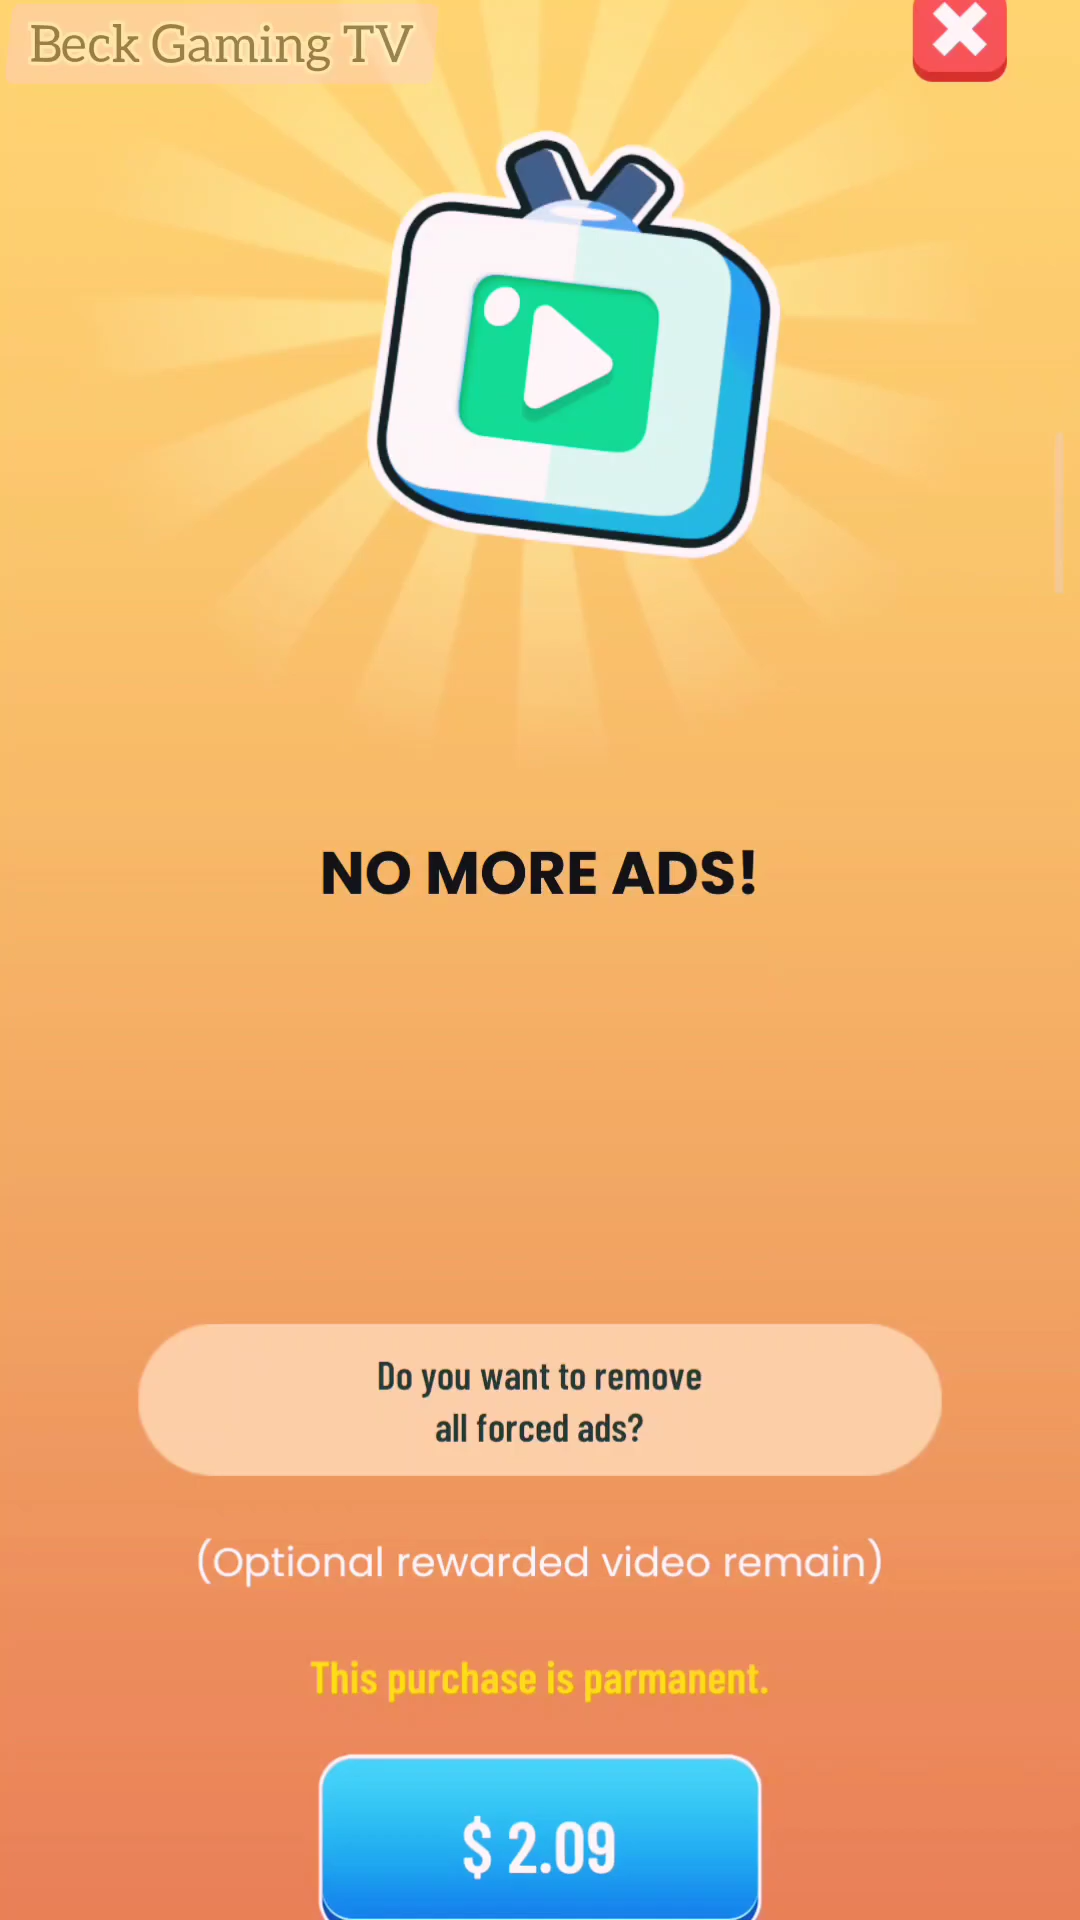 Beck Gaming TV
NO MORE ADS!
Do you want to remove
all forced ads?
(Optional rewarded video remain)
This purchase is parmanent.
$ 2.09